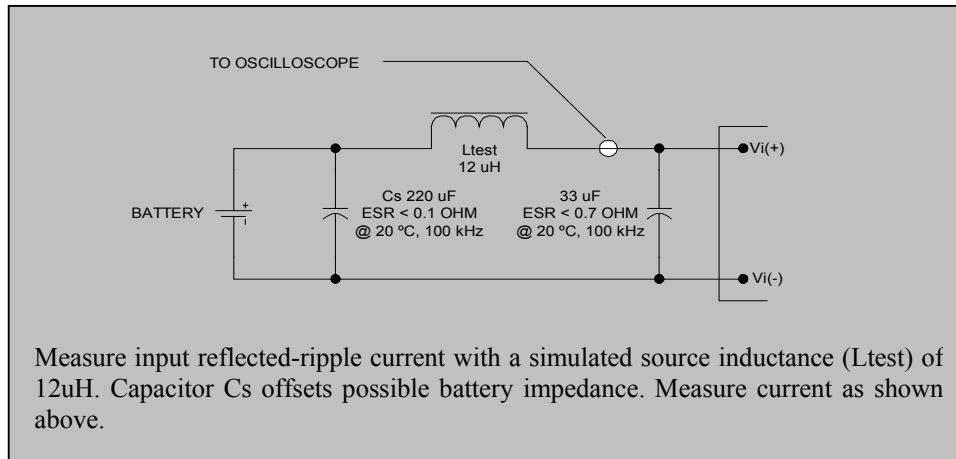 TO OSCILLOSCOPE
Ltest
12 uH
Vi(+)
BATTERY
+
Cs 220 uF
ESR < 0.1 OHM
@ 20 ºC, 100 kHz
33 uF
ESR < 0.7 OHM
@ 20 ºC, 100 kHz
Vi(-)
Measure input reflected-ripple current with a simulated source inductance (Ltest) of
12uH. Capacitor Cs offsets possible battery impedance. Measure current as shown
above.